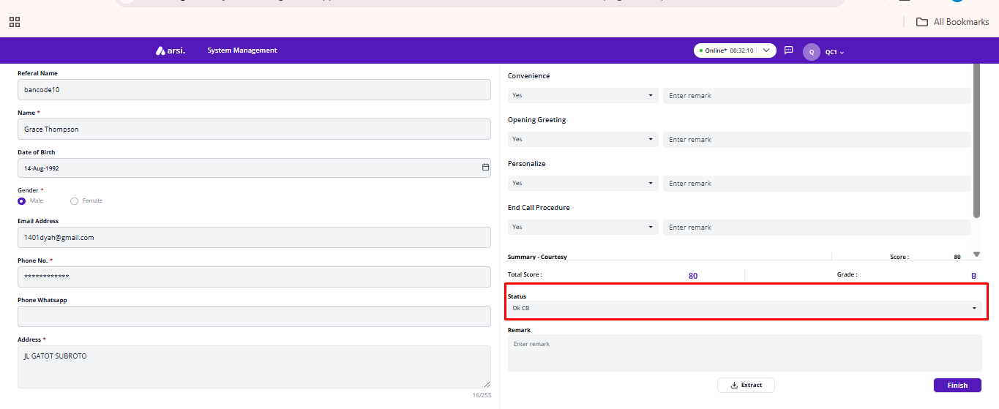 All Bookmarks
arsi.
System Management
Online* 00:32:10
Q
QC1
Referal Name
bancode10
Name *
Grace Thompson
Date of Birth
14-Aug-1992
Gender *
Male Female
Email Address
1401dyah@gmail.com
Phone No. *
************
Phone Whatsapp
Address *
JL GATOT SUBROTO
16/255
Convenience
Yes Enter remark
Opening Greeting
Yes Enter remark
Personalize
Yes Enter remark
End Call Procedure
Yes Enter remark
Summary - Courtesy Score : 80
Total Score : 80 Grade : B
Status
Ok CB
Remark
Enter remark
Extract
Finish